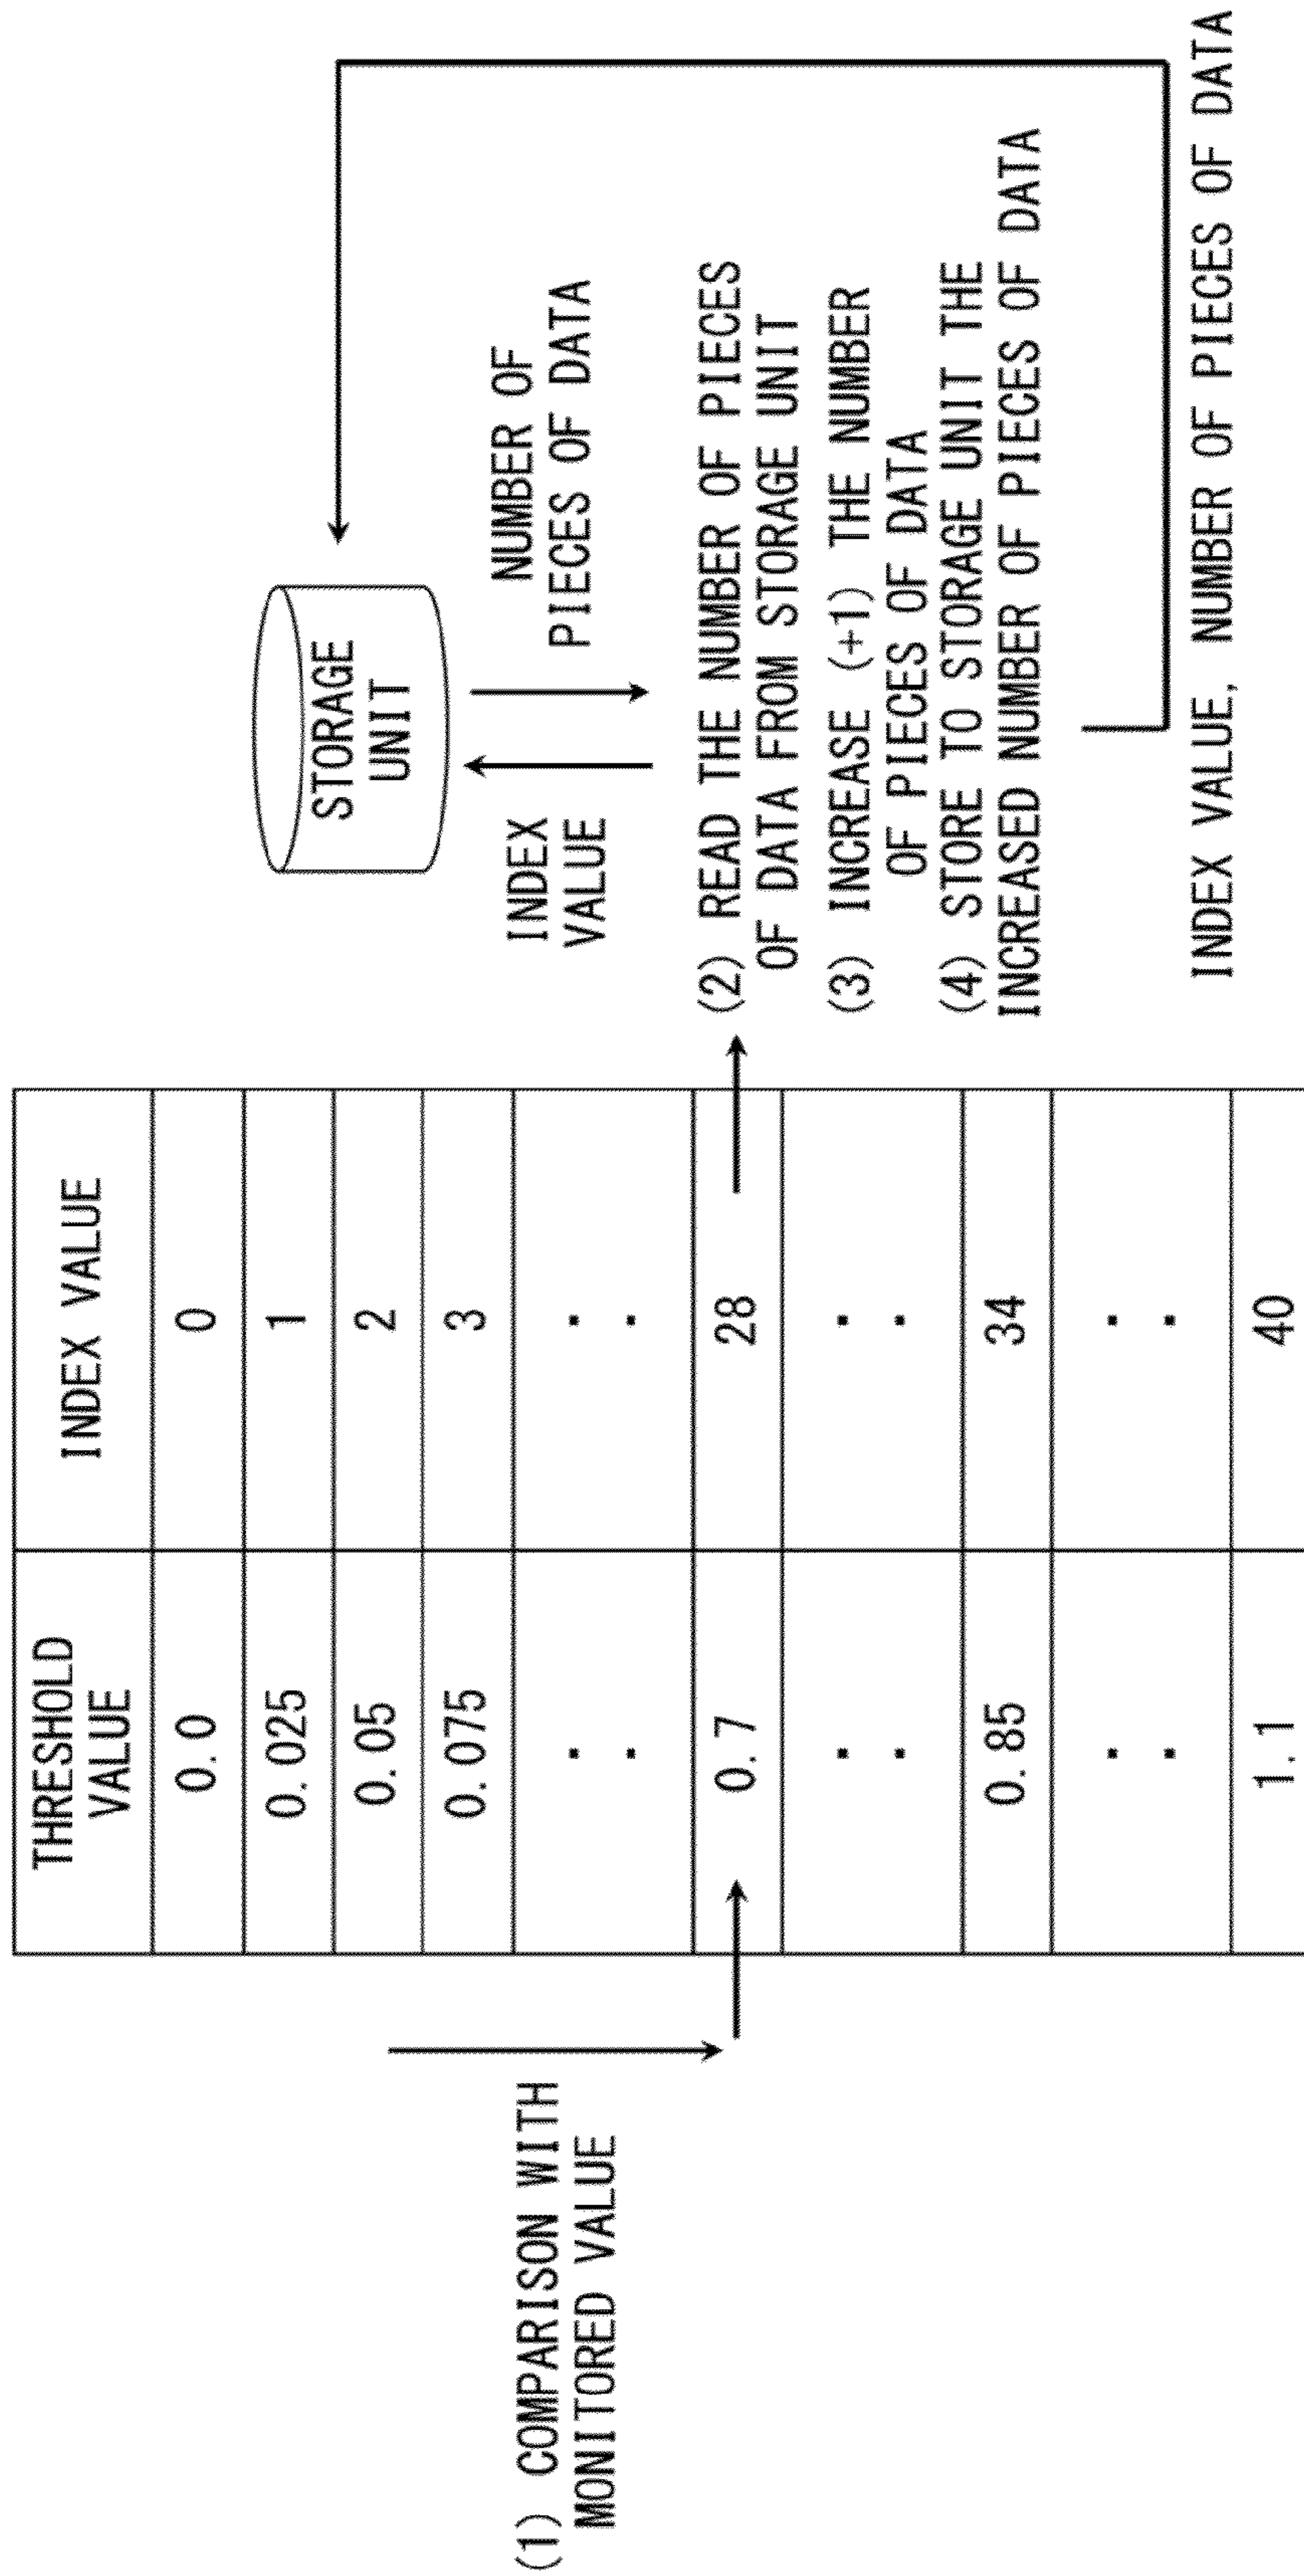 (1) COMPARISON WITH
MONITORED VALUE
THRESHOLD
VALUE
INDEX VALUE
0.0
0
0.025
1
0.05
2
0.075
3
.
.
.
.
0.7
28
.
.
.
.
0.85
34
.
.
.
.
1.1
40
STORAGE
UNIT
INDEX
VALUE
NUMBER OF
PIECES OF DATA
(2) READ THE NUMBER OF PIECES
OF DATA FROM STORAGE UNIT
(3) INCREASE (+1) THE NUMBER
OF PIECES OF DATA
(4) STORE TO STORAGE UNIT THE
INCREASED NUMBER OF PIECES OF DATA
INDEX VALUE, NUMBER OF PIECES OF DATA